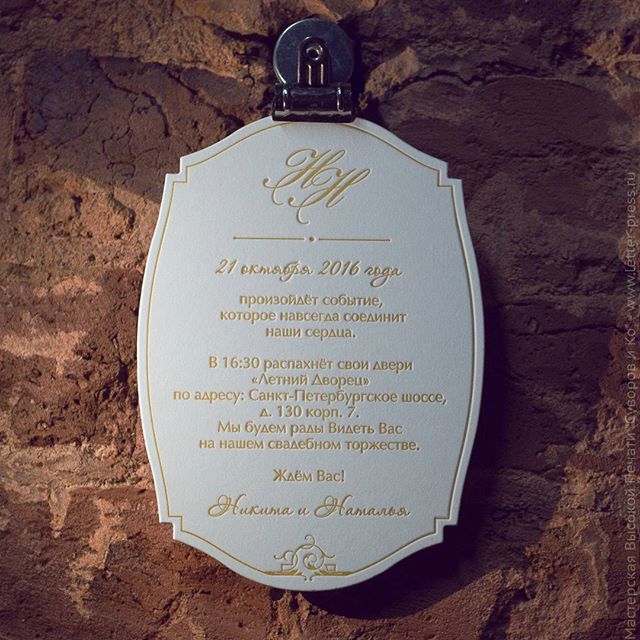 НН
21 октября 2016 года
произойдёт событие,
которое навсегда соединит
наши сердца.
В 16:30 распахнёт свои двери
«Летний Дворец»
по адресу: Санкт-Петербургское шоссе,
д. 130 корп. 7.
Мы будем рады Видеть Вас
на нашем свадебном торжестве.
Ждём Вас!
Никита и Наталья